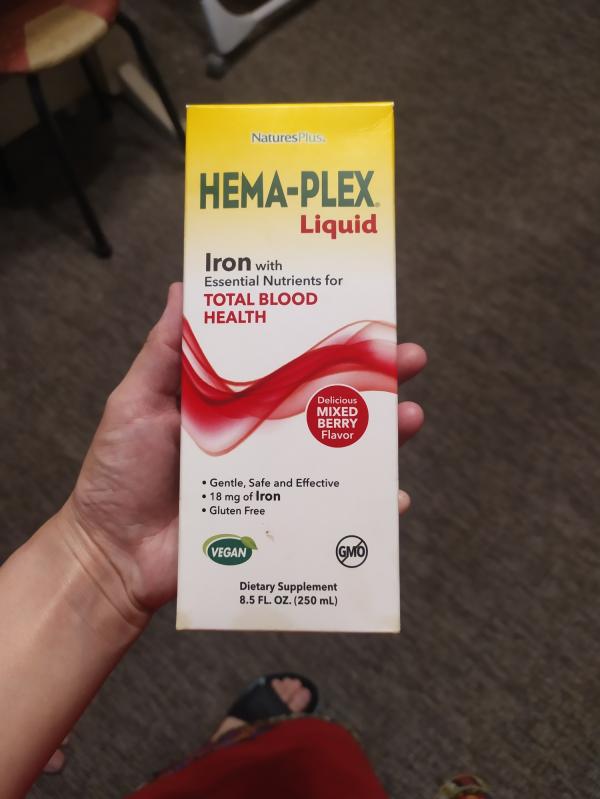 NaturesPlus.
HEMA-PLEX®
Liquid
Iron with
Essential Nutrients for
TOTAL BLOOD
HEALTH
Delicious
MIXED
BERRY
Flavor
• Gentle, Safe and Effective
• 18 mg of Iron
• Gluten Free
VEGAN
GMO
Dietary Supplement
8.5 FL. OZ. (250 mL)